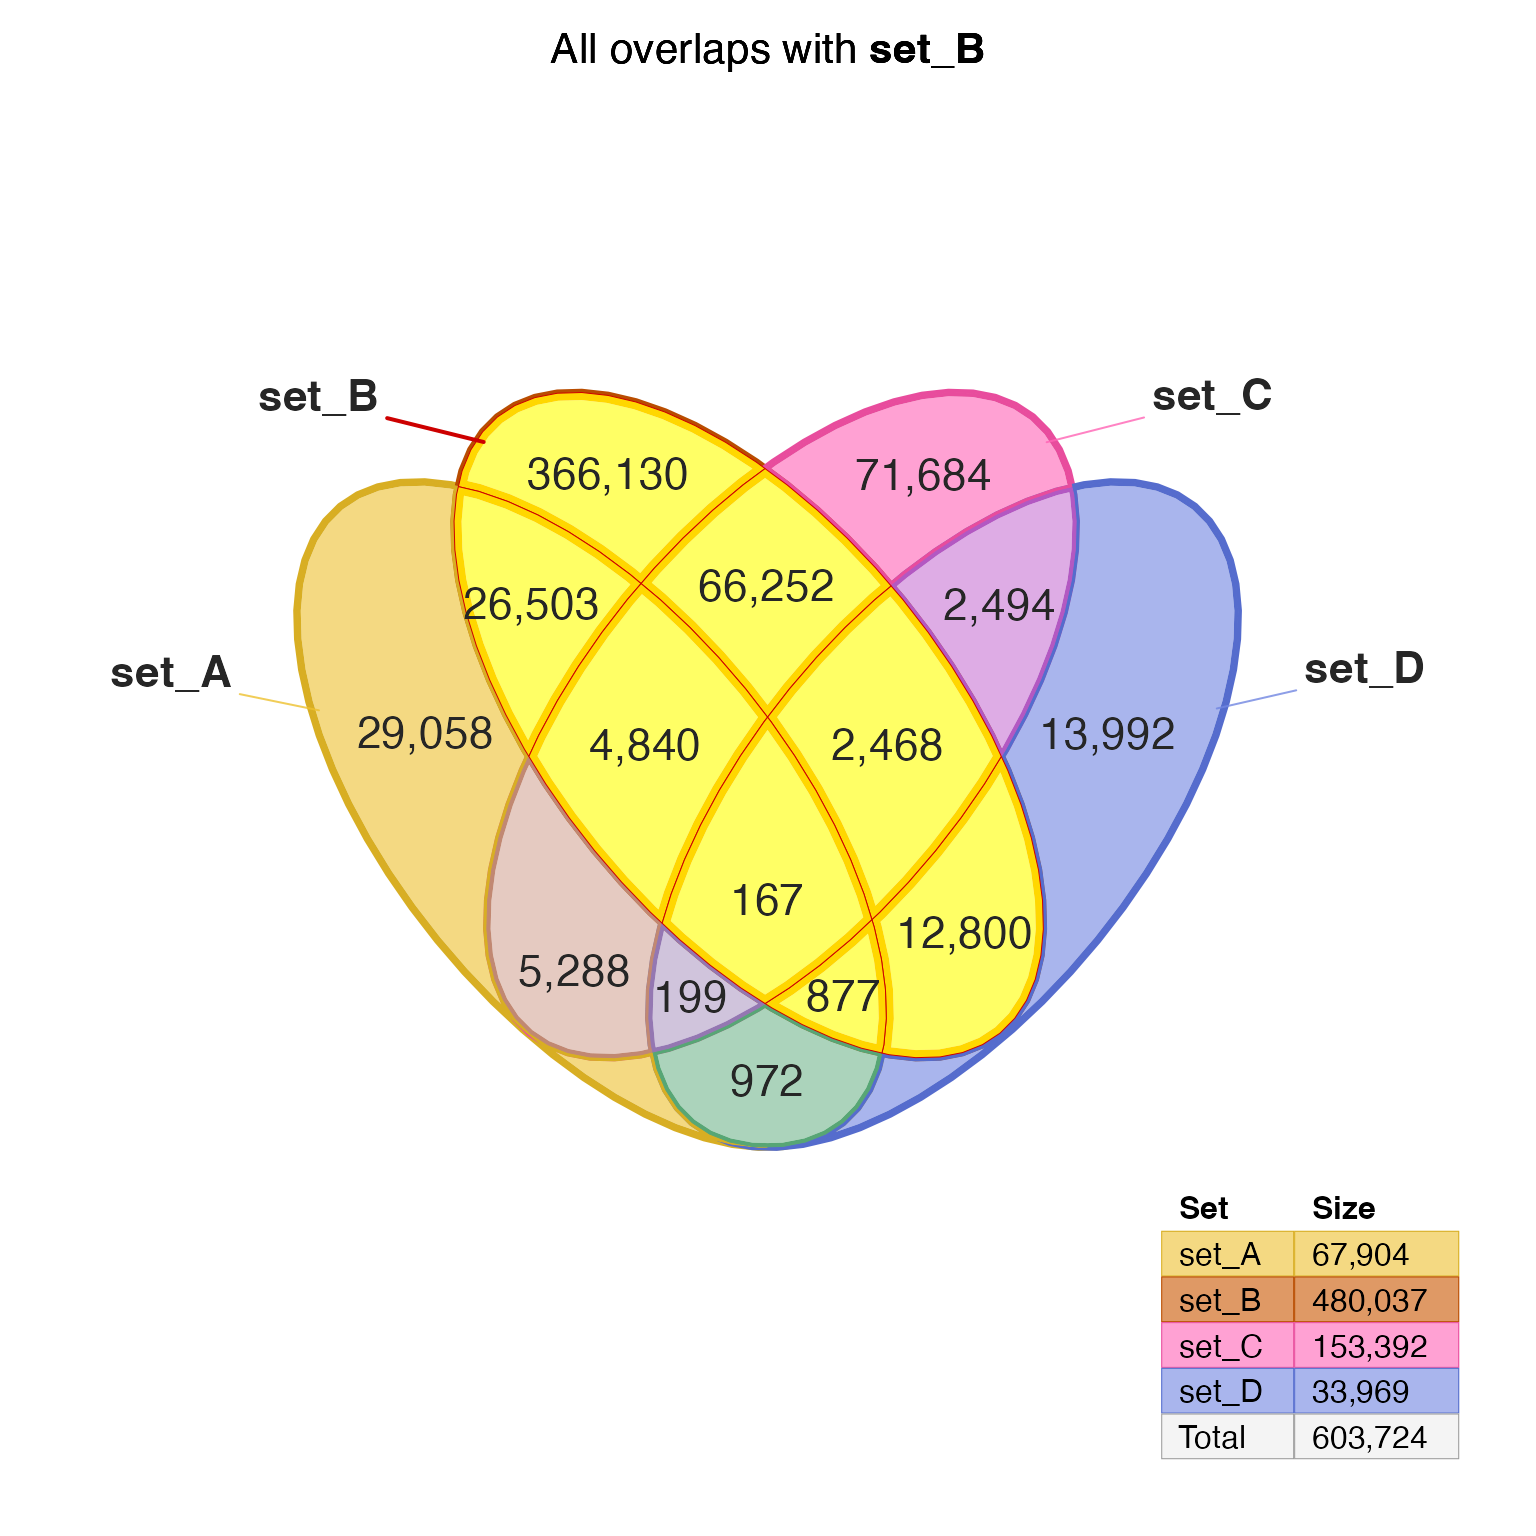 All overlaps with set_B
set_B
set_C
366,130
71,684
66,252
26,503
2,494
set_A
set_D
29,058
4,840
2,468
13,992
167
12,800
5,288
199
877
972
Set Size
set_A 67,904
set_B 480,037
set_C 153,392
set_D 33,969
Total 603,724